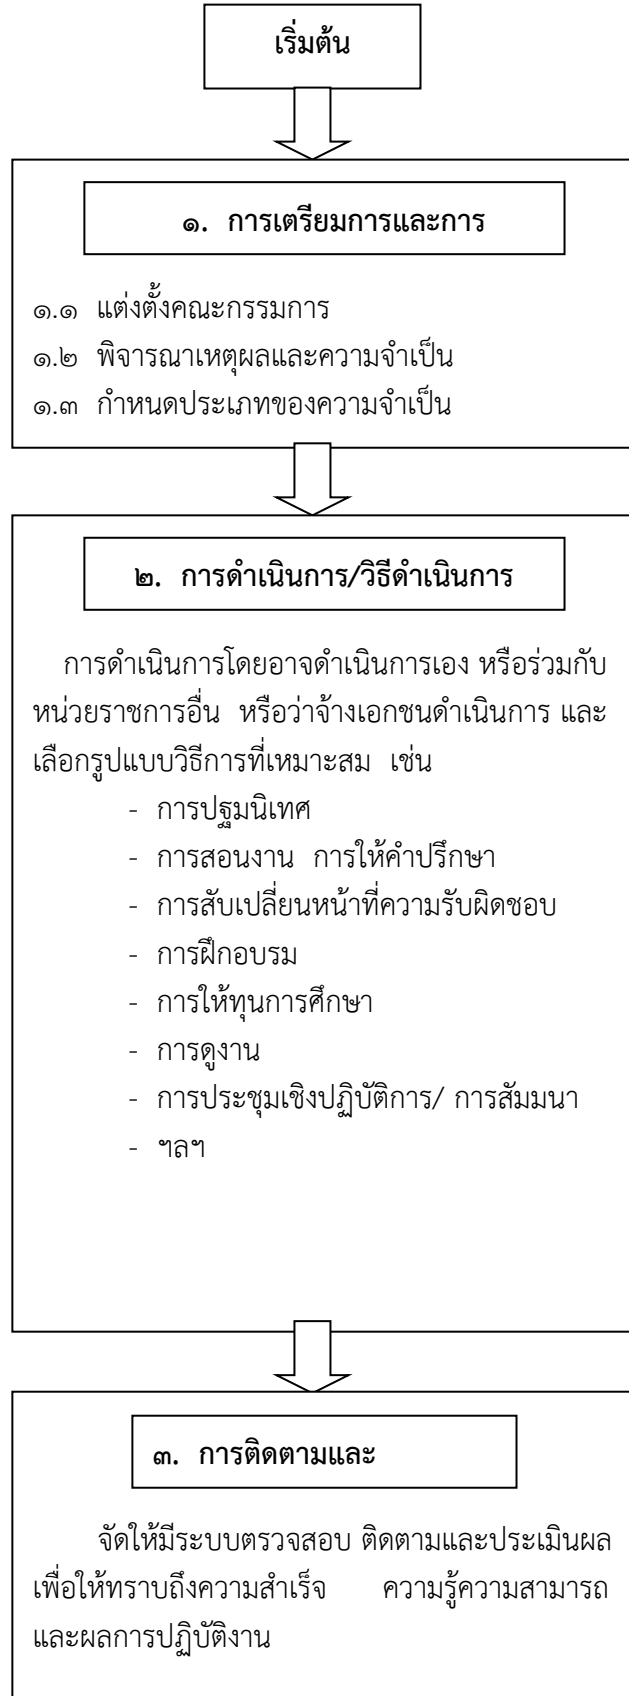 เริ่มต้น
๑. การเตรียมการและการ
๑.๑ แต่งตั้งคณะกรรมการ
๑.๒ พิจารณาเหตุผลและความจำเป็น
๑.๓ กำหนดประเภทของความจำเป็น
๒. การดำเนินการ/วิธีดำเนินการ
การดำเนินการโดยอาจดำเนินการเอง หรือร่วมกับ
หน่วยราชการอื่น หรือว่าจ้างเอกชนดำเนินการ และ
เลือกรูปแบบวิธีการที่เหมาะสม เช่น
- การปฐมนิเทศ
- การสอนงาน การให้คำปรึกษา
- การสับเปลี่ยนหน้าที่ความรับผิดชอบ
- การฝึกอบรม
- การให้ทุนการศึกษา
- การดูงาน
- การประชุมเชิงปฏิบัติการ/ การสัมมนา
- ฯลฯ
๓. การติดตามและ
จัดให้มีระบบตรวจสอบ ติดตามและประเมินผล
เพื่อให้ทราบถึงความสำเร็จ ความรู้ความสามารถ
และผลการปฏิบัติงาน